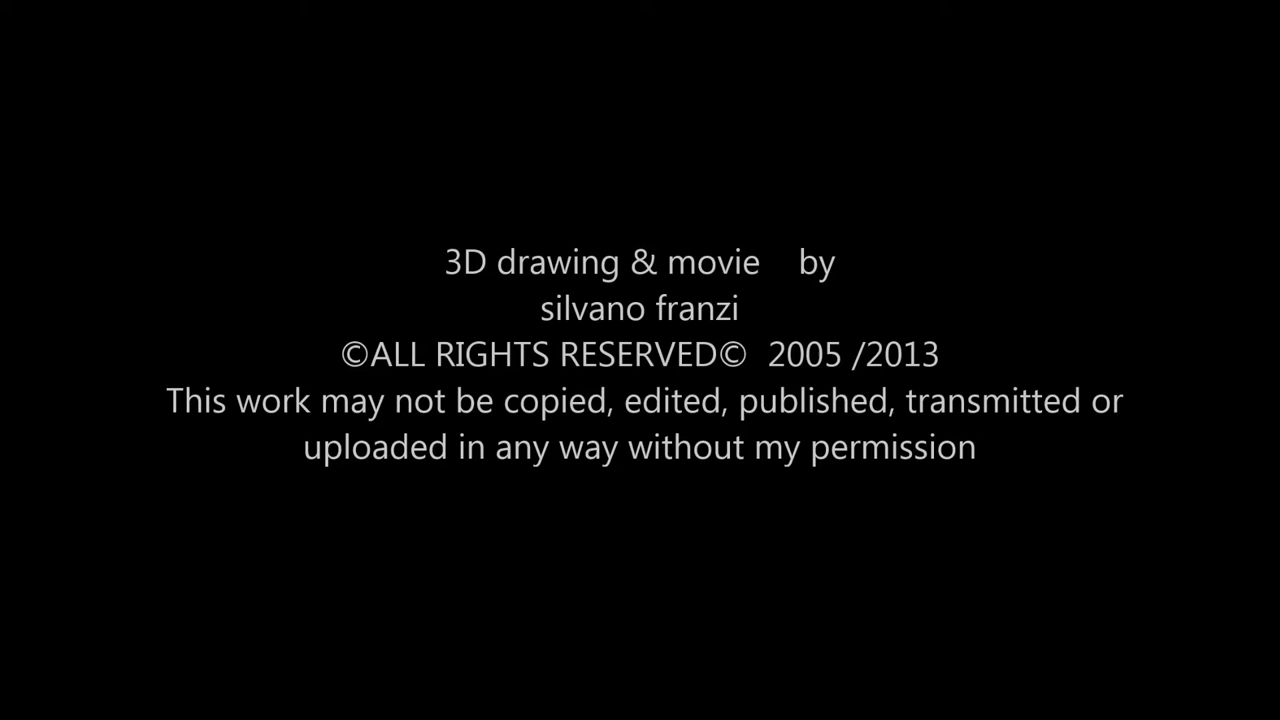 3D drawing & movie    by
silvano franzi
©ALL RIGHTS RESERVED©  2005 /2013
This work may not be copied, edited, published, transmitted or
uploaded in any way without my permission